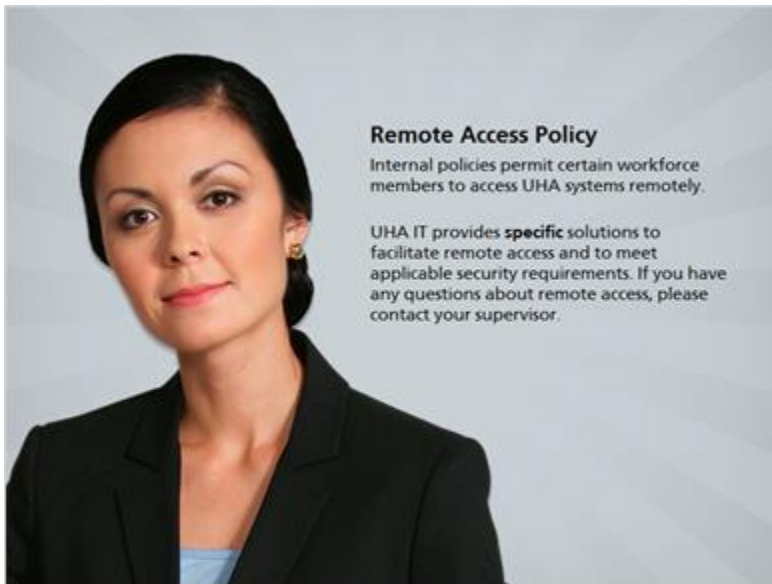 Remote Access Policy
Internal policies permit certain workforce
members to access UHA systems remotely.
UHA IT provides specific solutions to
facilitate remote access and to meet
applicable security requirements. If you have
any questions about remote access, please
contact your supervisor.